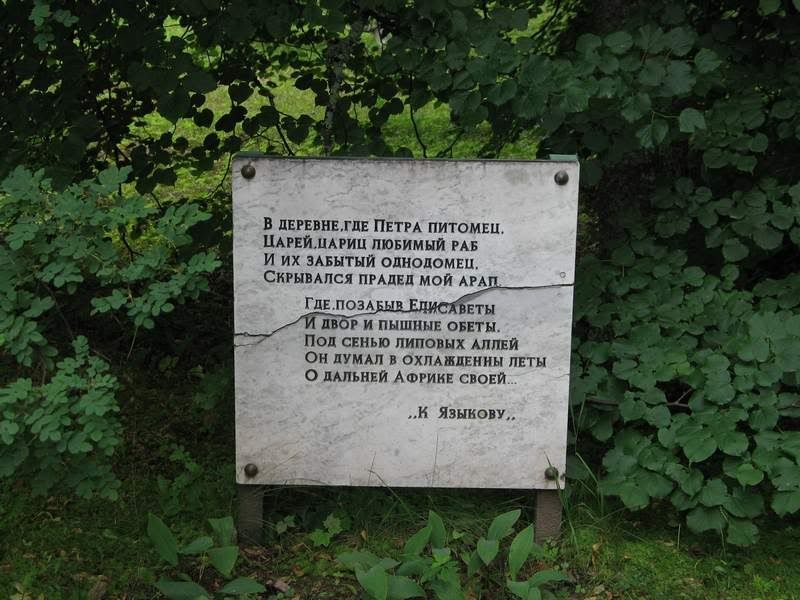 В ДЕРЕВНЕ, ГДЕ ПЕТРА ПИТОМЕЦ,
ЦАРЕЙ, ЦАРИЦ ЛЮБИМЫЙ РАБ
И ИХ ЗАБЫТЫЙ ОДНОДОМЕЦ,
СКРЫВАЛСЯ ПРАДЕД МОЙ АРАП,
ГДЕ, ПОЗАБЫВ ЕЛИСАВЕТЫ
И ДВОР И ПЫШНЫЕ ОБЕТЫ,
ПОД СЕНЬЮ ЛИПОВЫХ АЛЛЕЙ
ОН ДУМАЛ В ОХЛАЖДЕННЫ ЛЕТЫ
О ДАЛЬНЕЙ АФРИКЕ СВОЕЙ...
,,К ЯЗЫКОВУ,,